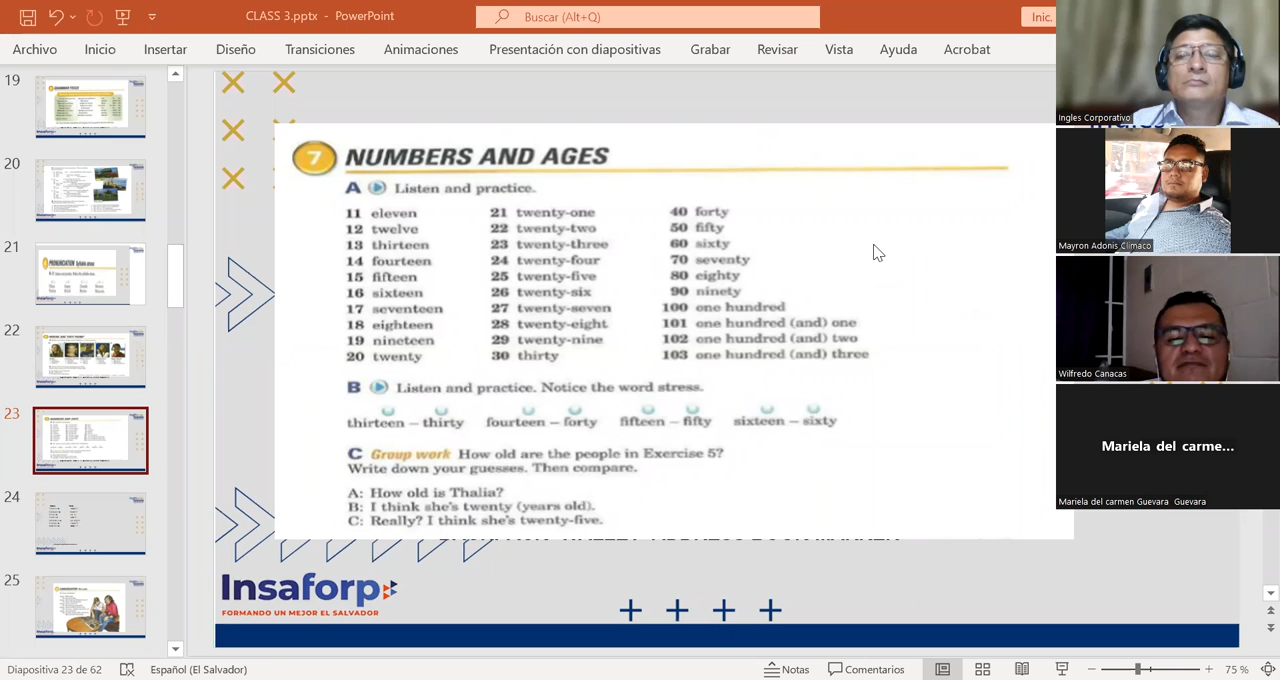 CLASS 3.pptx - PowerPoint
Buscar (Alt+Q)
Inic.
Archivo Inicio Insertar Diseño Transiciones Animaciones Presentación con diapositivas Grabar Revisar Vista Ayuda Acrobat
19
20
21
22
23
24
25
7 NUMBERS AND AGES
A Listen and practice.
11 eleven 21 twenty-one 40 forty
12 twelve 22 twenty-two 50 fifty
13 thirteen 23 twenty-three 60 sixty
14 fourteen 24 twenty-four 70 seventy
15 fifteen 25 twenty-five 80 eighty
16 sixteen 26 twenty-six 90 ninety
17 seventeen 27 twenty-seven 100 one hundred
18 eighteen 28 twenty-eight 101 one hundred (and) one
19 nineteen 29 twenty-nine 102 one hundred (and) two
20 twenty 30 thirty 103 one hundred (and) three
B Listen and practice. Notice the word stress.
thirteen – thirty fourteen – forty fifteen – fifty sixteen – sixty
C Group work How old are the people in Exercise 5?
Write down your guesses. Then compare.
A: How old is Thalia?
B: I think she's twenty (years old).
C: Really? I think she's twenty-five.
Insaforp
FORMANDO UN MEJOR EL SALVADOR
Ingles Corporativo
Mayron Adonis Climaco
Wilfredo Canacas
Mariela del carme...
Mariela del carmen Guevara Guevara
Diapositiva 23 de 62 Español (El Salvador) Notas Comentarios 75 %